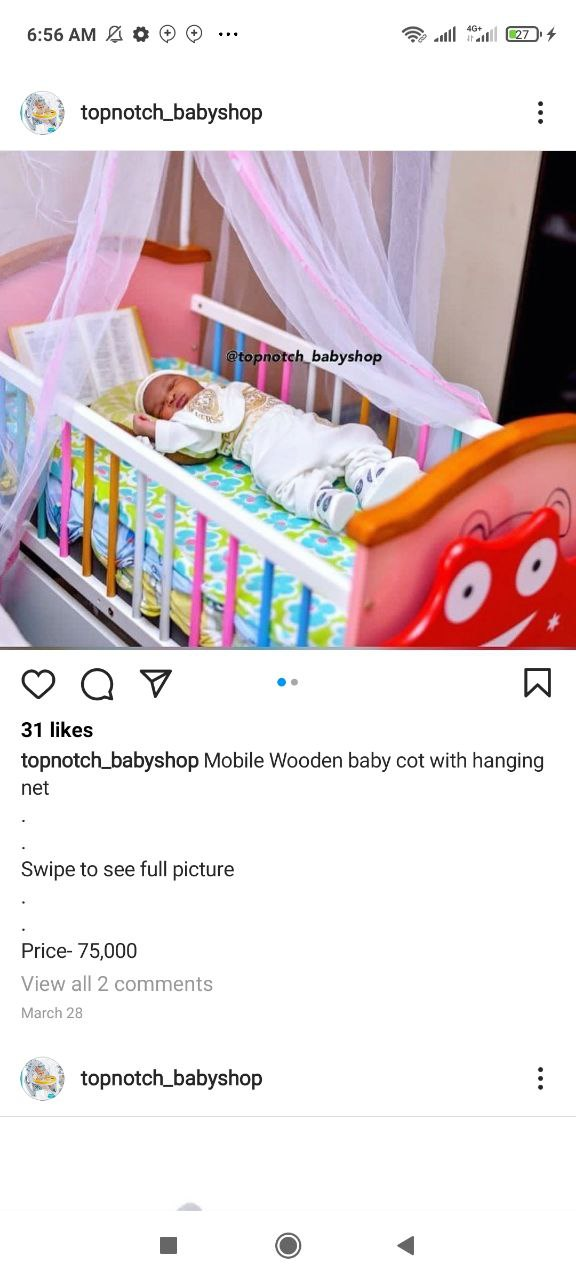 6:56 AM
4G+
27
topnotch_babyshop
@topnotch_babyshop
31 likes
topnotch_babyshop Mobile Wooden baby cot with hanging
net
.
.
Swipe to see full picture
.
.
Price- 75,000
View all 2 comments
March 28
topnotch_babyshop